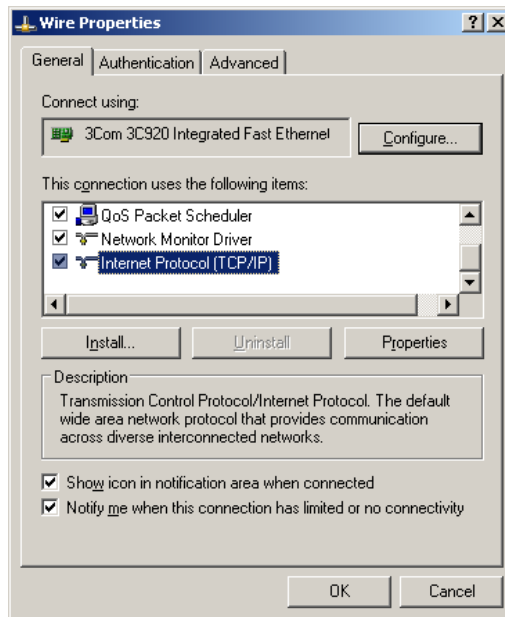 Wire Properties
General Authentication Advanced
Connect using:
3Com 3C920 Integrated Fast Ethernet Configure...
This connection uses the following items:
QoS Packet Scheduler
Network Monitor Driver
Internet Protocol (TCP/IP)
Install... Uninstall Properties
Description
Transmission Control Protocol/Internet Protocol. The default
wide area network protocol that provides communication
across diverse interconnected networks.
Show icon in notification area when connected
Notify me when this connection has limited or no connectivity
OK Cancel